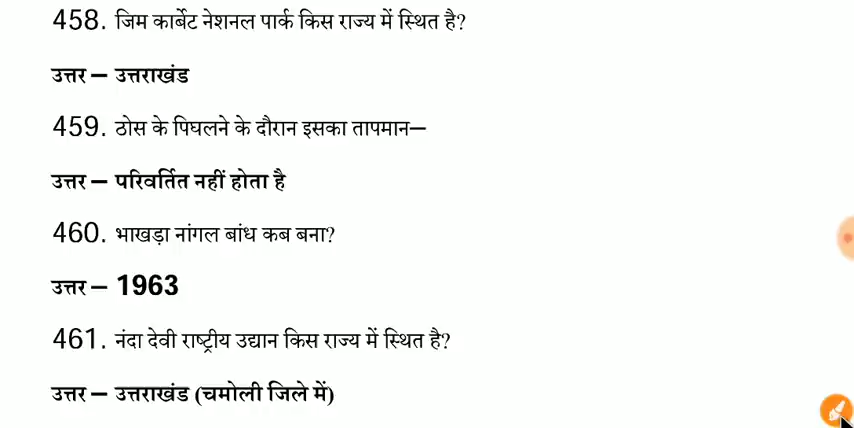 458. जिम कार्बेट नेशनल पार्क किस राज्य में स्थित है?
उत्तर – उत्तराखंड
459. ठोस के पिघलने के दौरान इसका तापमान–
उत्तर – परिवर्तित नहीं होता है
460. भाखड़ा नांगल बांध कब बना?
उत्तर – 1963
461. नंदा देवी राष्ट्रीय उद्यान किस राज्य में स्थित है?
उत्तर – उत्तराखंड (चमोली जिले में)